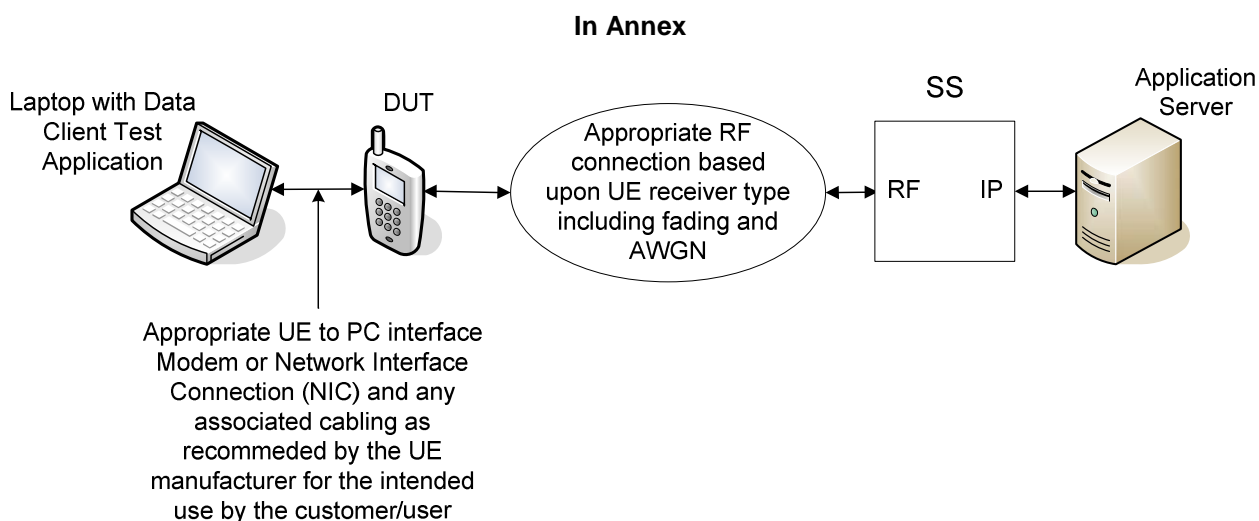 In Annex
Laptop with Data
Client Test
Application
DUT
Appropriate RF
connection based
upon UE receiver type
including fading and
AWGN
SS
RF
IP
Application
Server
Appropriate UE to PC interface
Modem or Network Interface
Connection (NIC) and any
associated cabling as
recommeded by the UE
manufacturer for the intended
use by the customer/user